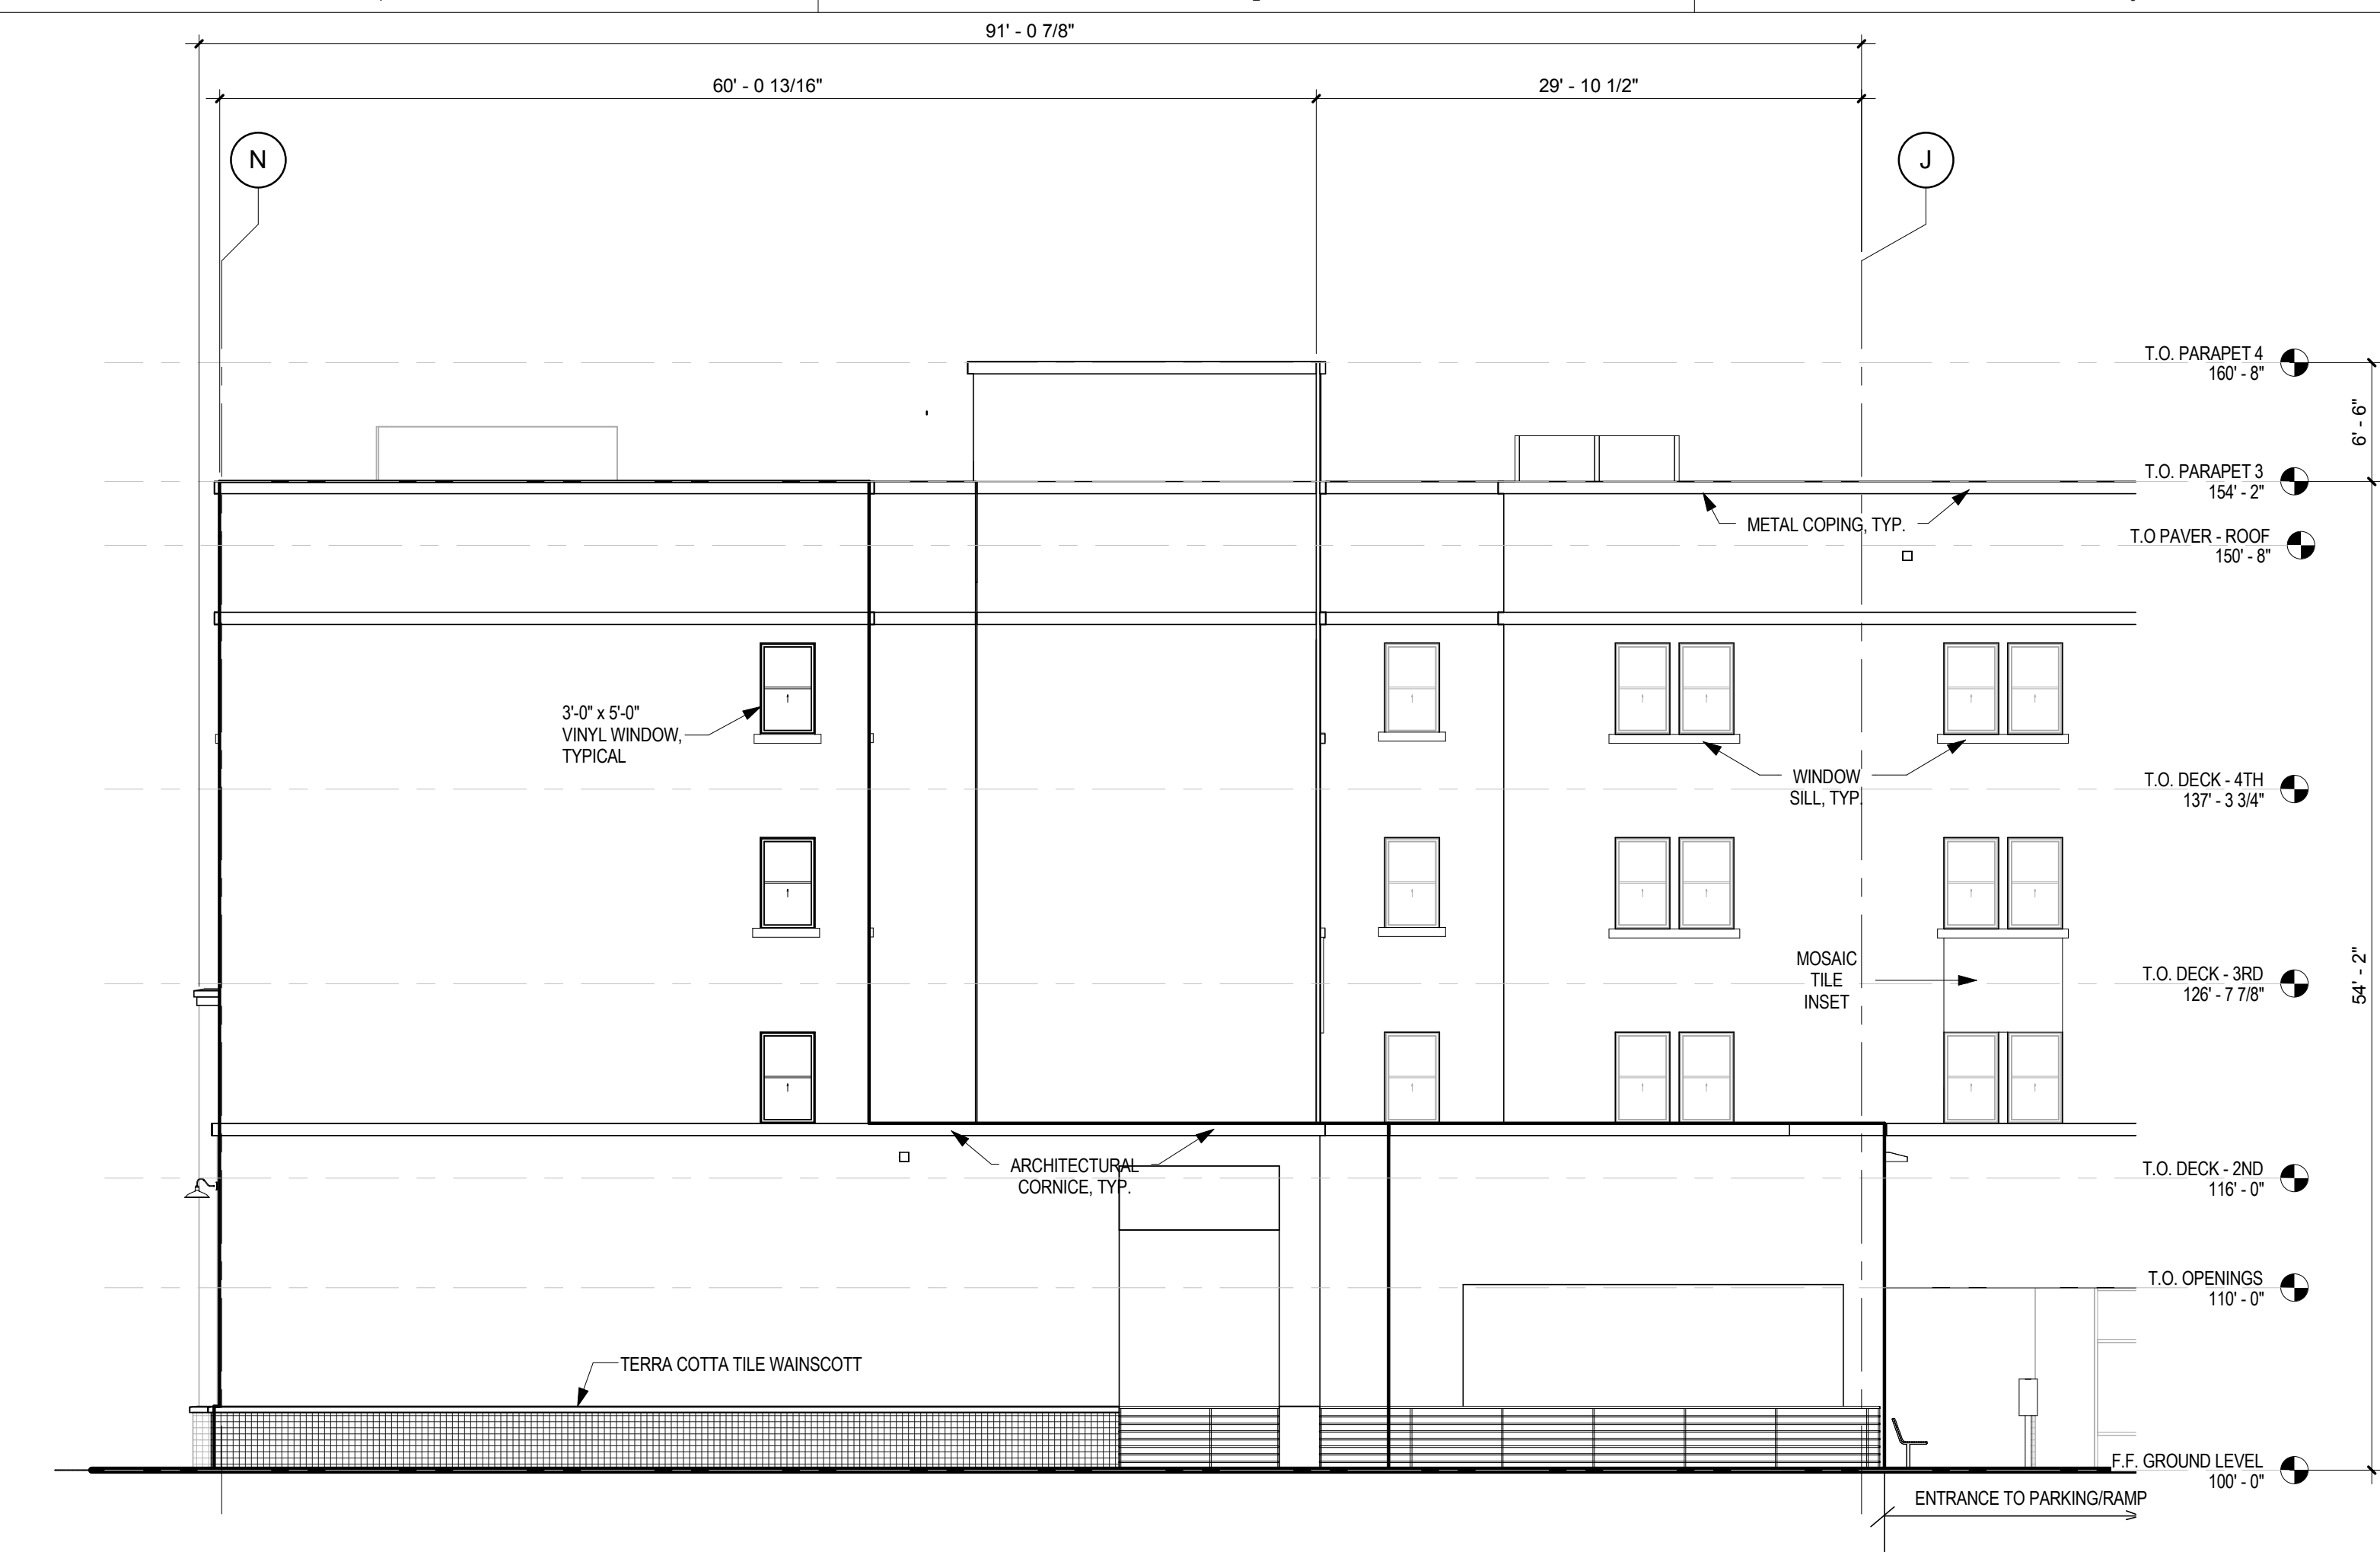 91' - 0 7/8"
60' - 0 13/16"
29' - 10 1/2"
N
J
T.O. PARAPET 4
160' - 8"
6' - 6"
T.O. PARAPET 3
154' - 2"
METAL COPING, TYP.
T.O PAVER - ROOF
150' - 8"
3'-0" x 5'-0"
VINYL WINDOW,
TYPICAL
WINDOW
SILL, TYP.
T.O. DECK - 4TH
137' - 3 3/4"
MOSAIC
TILE
INSET
T.O. DECK - 3RD
126' - 7 7/8"
54' - 2"
ARCHITECTURAL
CORNICE, TYP.
T.O. DECK - 2ND
116' - 0"
T.O. OPENINGS
110' - 0"
TERRA COTTA TILE WAINSCOTT
F.F. GROUND LEVEL
100' - 0"
ENTRANCE TO PARKING/RAMP